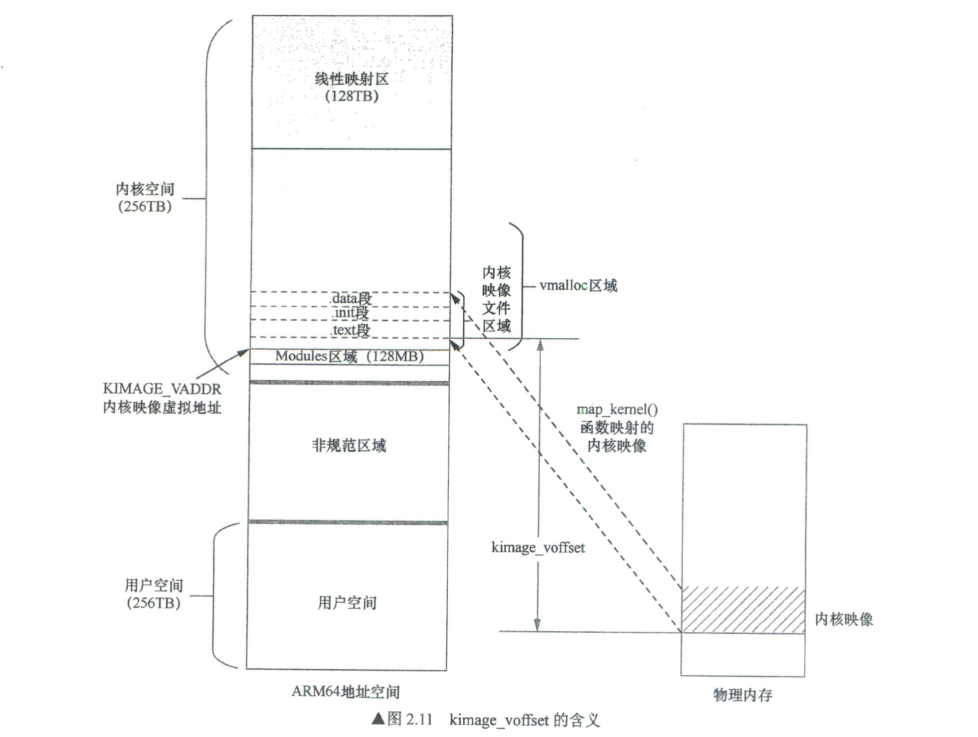 线性映射区
(128TB)
内核空间
(256TB)
内核
映像
文件
区域
vmalloc区域
.data段
.init段
.text段
Modules区域 (128MB)
KIMAGE_VADDR
内核映像虚拟地址
map_kernel()
函数映射的
内核映像
非规范区域
kimage_voffset
用户空间
(256TB)
用户空间
内核映像
ARM64地址空间
物理内存
▲图 2.11 kimage_voffset 的含义